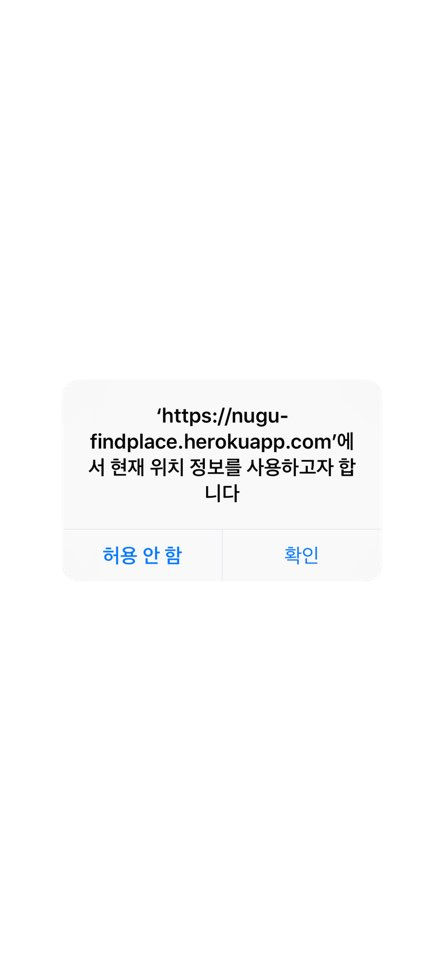 ‘https://nugu-
findplace.herokuapp.com’에
서 현재 위치 정보를 사용하고자 합
니다
허용 안 함
확인